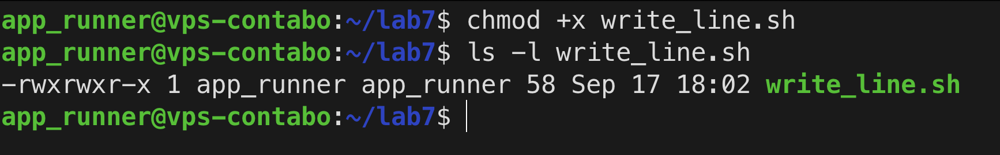 app_runner@vps-contabo:~/lab7$ chmod +x write_line.sh
app_runner@vps-contabo:~/lab7$ ls -l write_line.sh
-rwxrwxr-x 1 app_runner app_runner 58 Sep 17 18:02 write_line.sh
app_runner@vps-contabo:~/lab7$